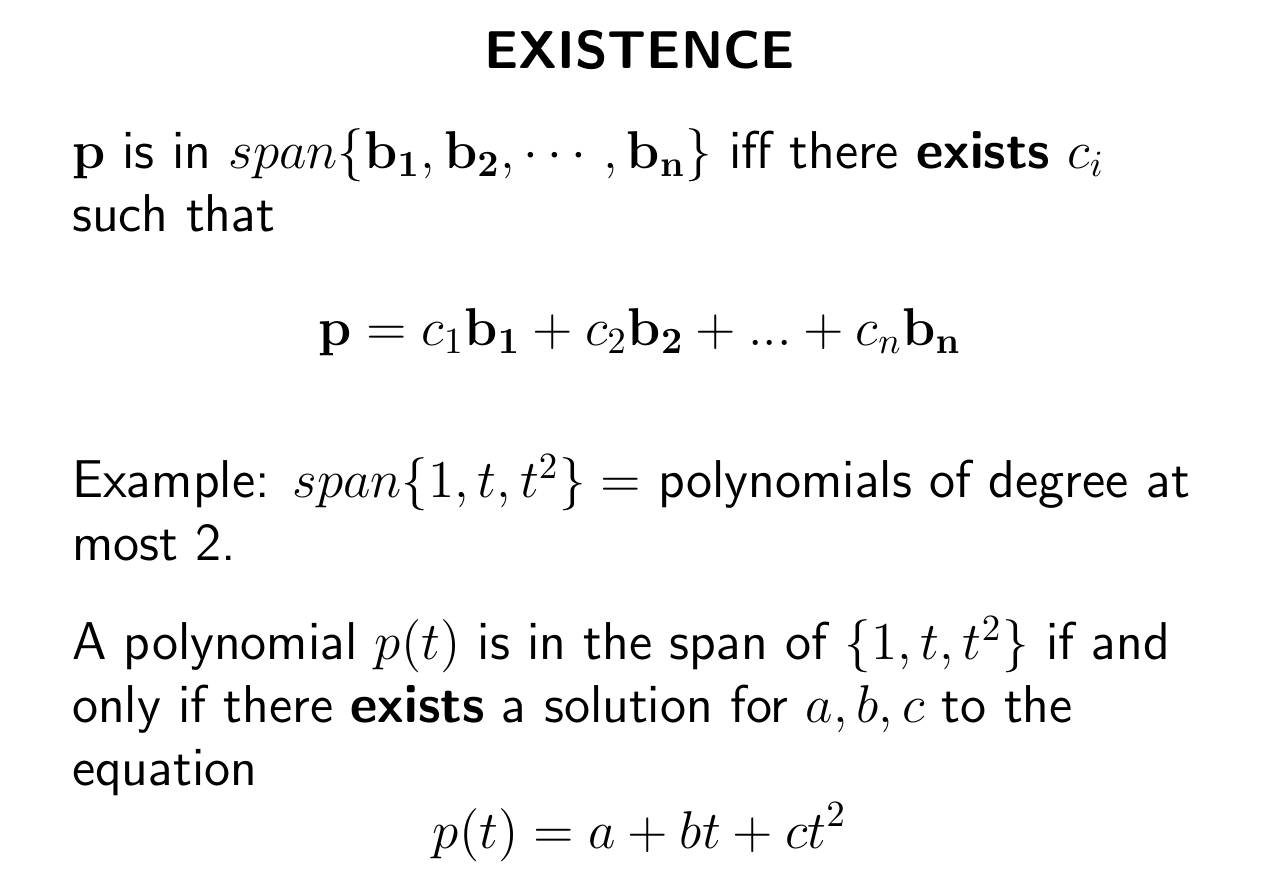 EXISTENCE
p is in span{b₁, b₂, ⋯ , bₙ} iff there exists cᵢ
such that
p = c₁b₁ + c₂b₂ + ... + cₙbₙ
Example: span{1, t, t²} = polynomials of degree at
most 2.
A polynomial p(t) is in the span of {1, t, t²} if and
only if there exists a solution for a, b, c to the
equation
p(t) = a + bt + ct²